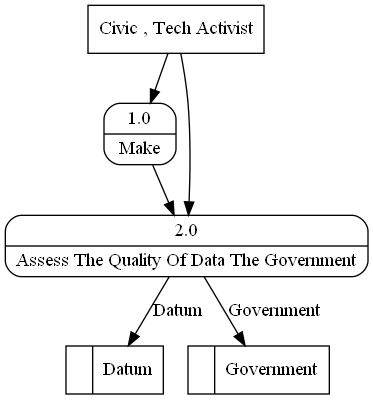 Civic , Tech Activist
1.0
Make
2.0
Assess The Quality Of Data The Government
Datum
Government
Datum
Government